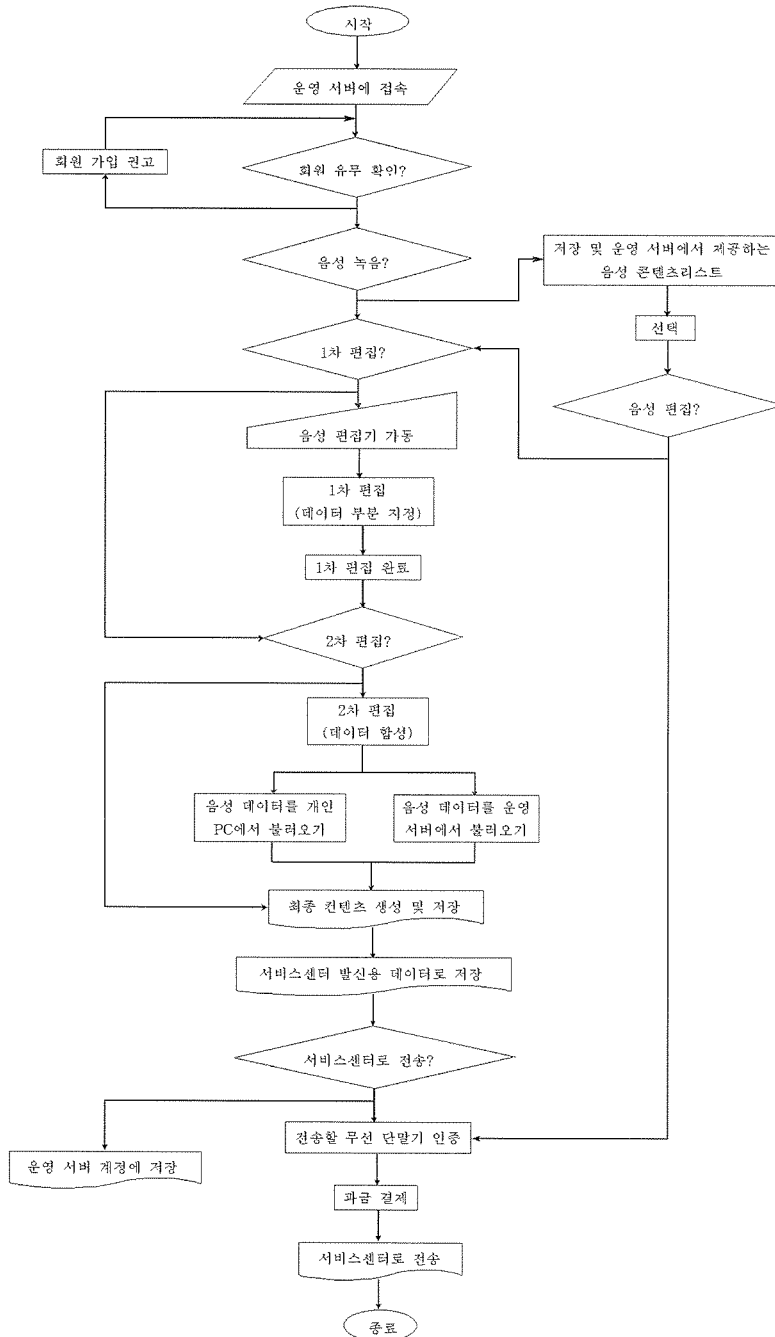 시작
운영 서버에 접속
회원 가입 권고
회원 유무 확인?
음성 녹음?
저장 및 운영 서버에서 제공하는
음성 콘텐츠리스트
선택
1차 편집?
음성 편집?
음성 편집기 가동
1차 편집
(데이터 부분 지정)
1차 편집 완료
2차 편집?
2차 편집
(데이터 합성)
음성 데이터를 개인
PC에서 불러오기
음성 데이터를 운영
서버에서 불러오기
최종 컨텐츠 생성 및 저장
서비스센터 발신용 데이터로 저장
서비스센터로 전송?
전송할 무선 단말기 인증
운영 서버 계정에 저장
과금 결제
서비스센터로 전송
종료